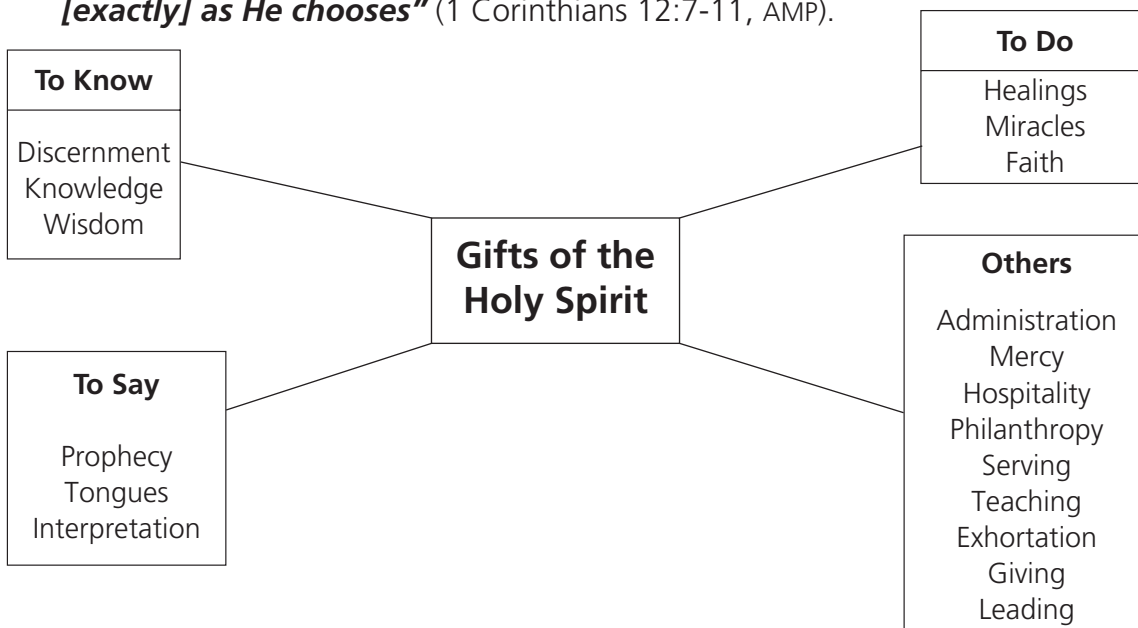 [exactly] as He chooses” (1 Corinthians 12:7-11, AMP).
To Know
Discernment
Knowledge
Wisdom
To Do
Healings
Miracles
Faith
Gifts of the
Holy Spirit
To Say
Prophecy
Tongues
Interpretation
Others
Administration
Mercy
Hospitality
Philanthropy
Serving
Teaching
Exhortation
Giving
Leading